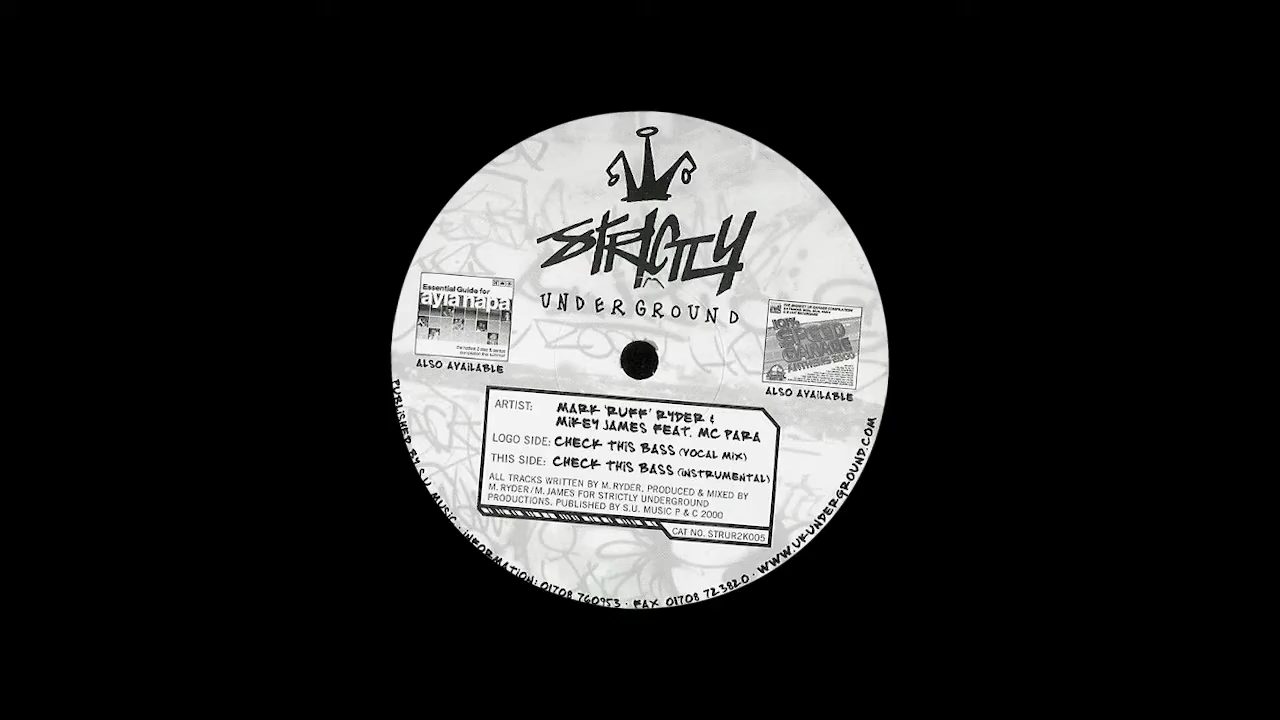 STRICTLY
UNDERGROUND
Essential Guide for
ayia napa
ALSO AVAILABLE
SPEED
GARAGE
ANTHEMS 2000
ALSO AVAILABLE
ARTIST: MARK 'RUFF' RYDER &
MIKEY JAMES FEAT. MC PARA
LOGO SIDE: CHECK THIS BASS (VOCAL MIX)
THIS SIDE: CHECK THIS BASS (INSTRUMENTAL)
ALL TRACKS WRITTEN BY M. RYDER, PRODUCED & MIXED BY
M. RYDER/M. JAMES FOR STRICTLY UNDERGROUND
PRODUCTIONS. PUBLISHED BY S.U. MUSIC P & C 2000
CAT NO. STRUR2K005
PUBLISHED BY S.U. MUSIC · INFORMATION: 01708 760953 · FAX 01708 723820 · WWW.UKUNDERGROUND.COM